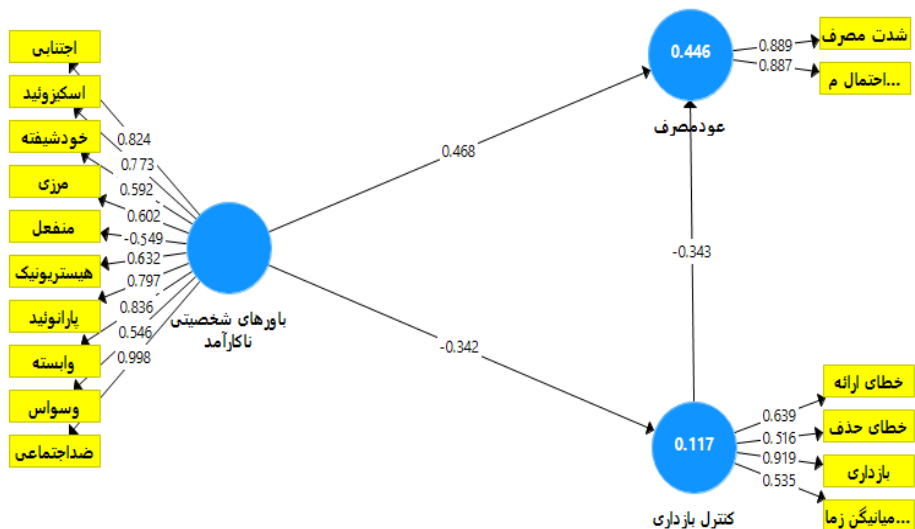 اجتنابی
اسکیزوئید
خودشیفته
مرزی
منفعل
هیستریونیک
پارانوئید
وابسته
وسواس
ضداجتماعی
0.824
0.773
0.592
0.602
-0.549
0.632
0.797
0.836
0.546
0.998
باورهای شخصیتی
ناکارآمد
0.468
-0.342
-0.343
0.446
عودمصرف
0.889
0.887
شدت مصرف
احتمال م...
0.117
کنترل بازداری
0.639
0.516
0.919
0.535
خطای ارائه
خطای حذف
بازداری
میانیگن زما...